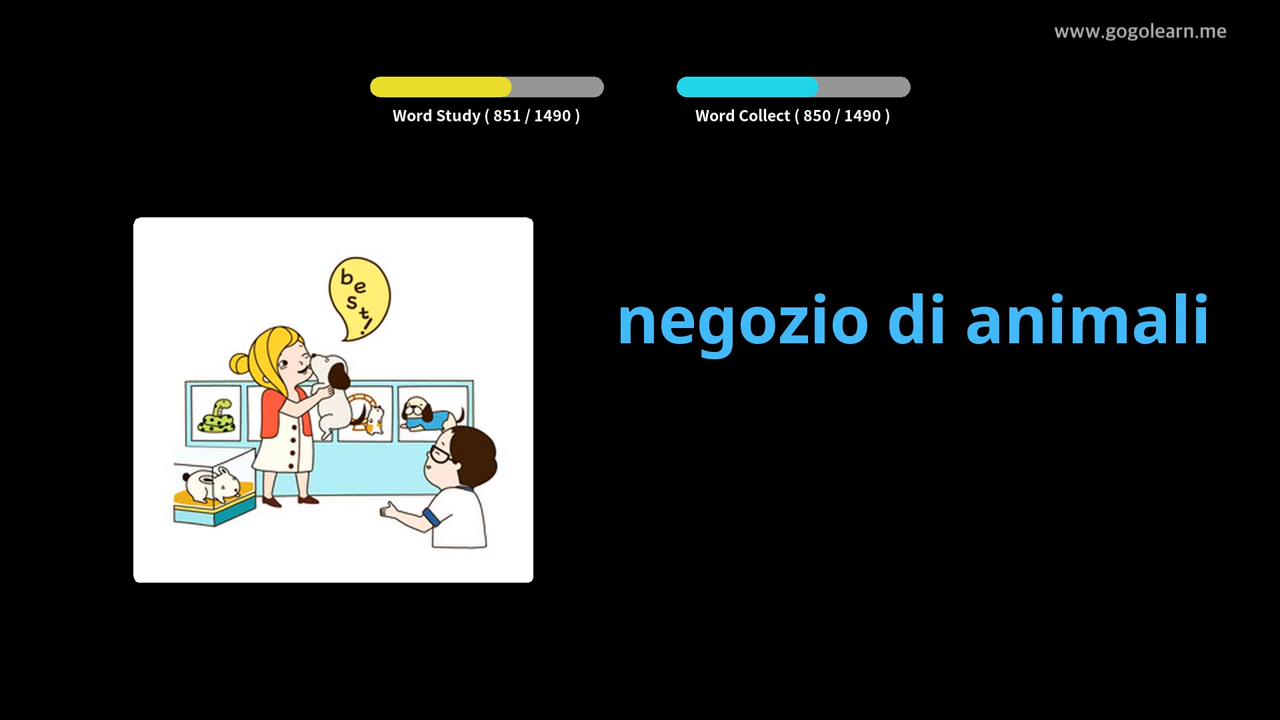 www.gogolearn.me
Word Study ( 851 / 1490 )
Word Collect ( 850 / 1490 )
best!
negozio di animali